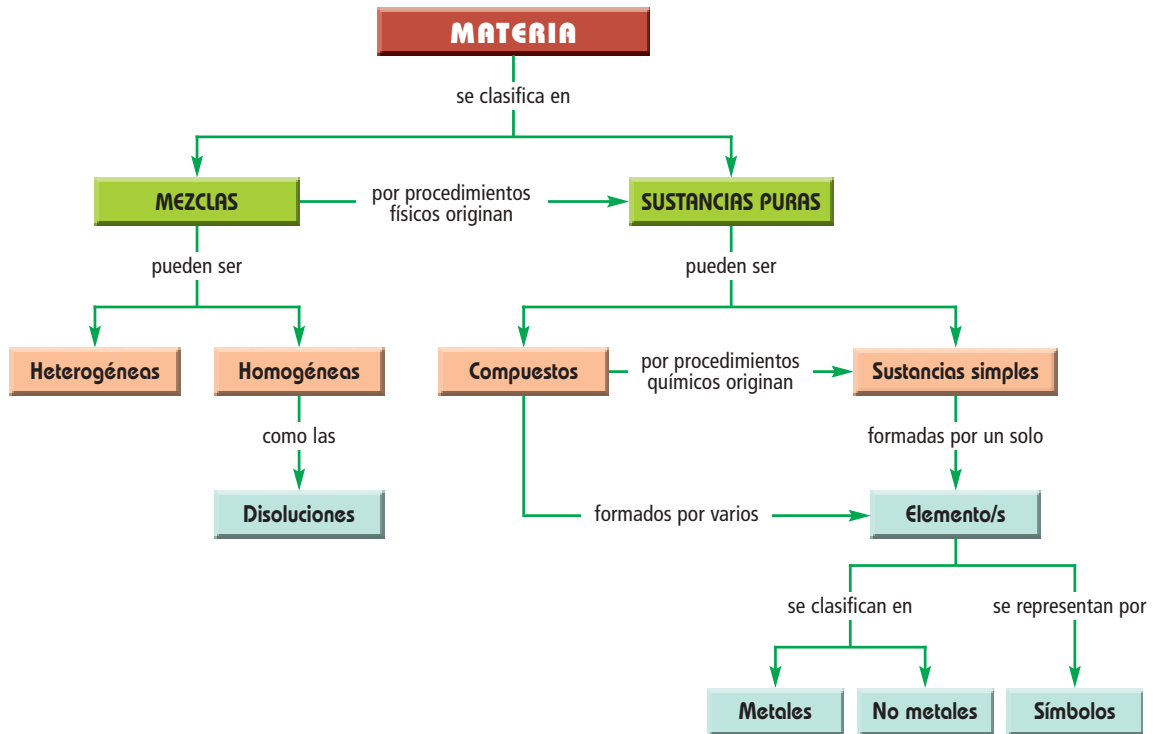 MATERIA
se clasifica en
MEZCLAS
por procedimientos
físicos originan
SUSTANCIAS PURAS
pueden ser
pueden ser
Heterogéneas
Homogéneas
Compuestos
por procedimientos
químicos originan
Sustancias simples
como las
formadas por un solo
Disoluciones
formados por varios
Elemento/s
se clasifican en
se representan por
Metales
No metales
Símbolos